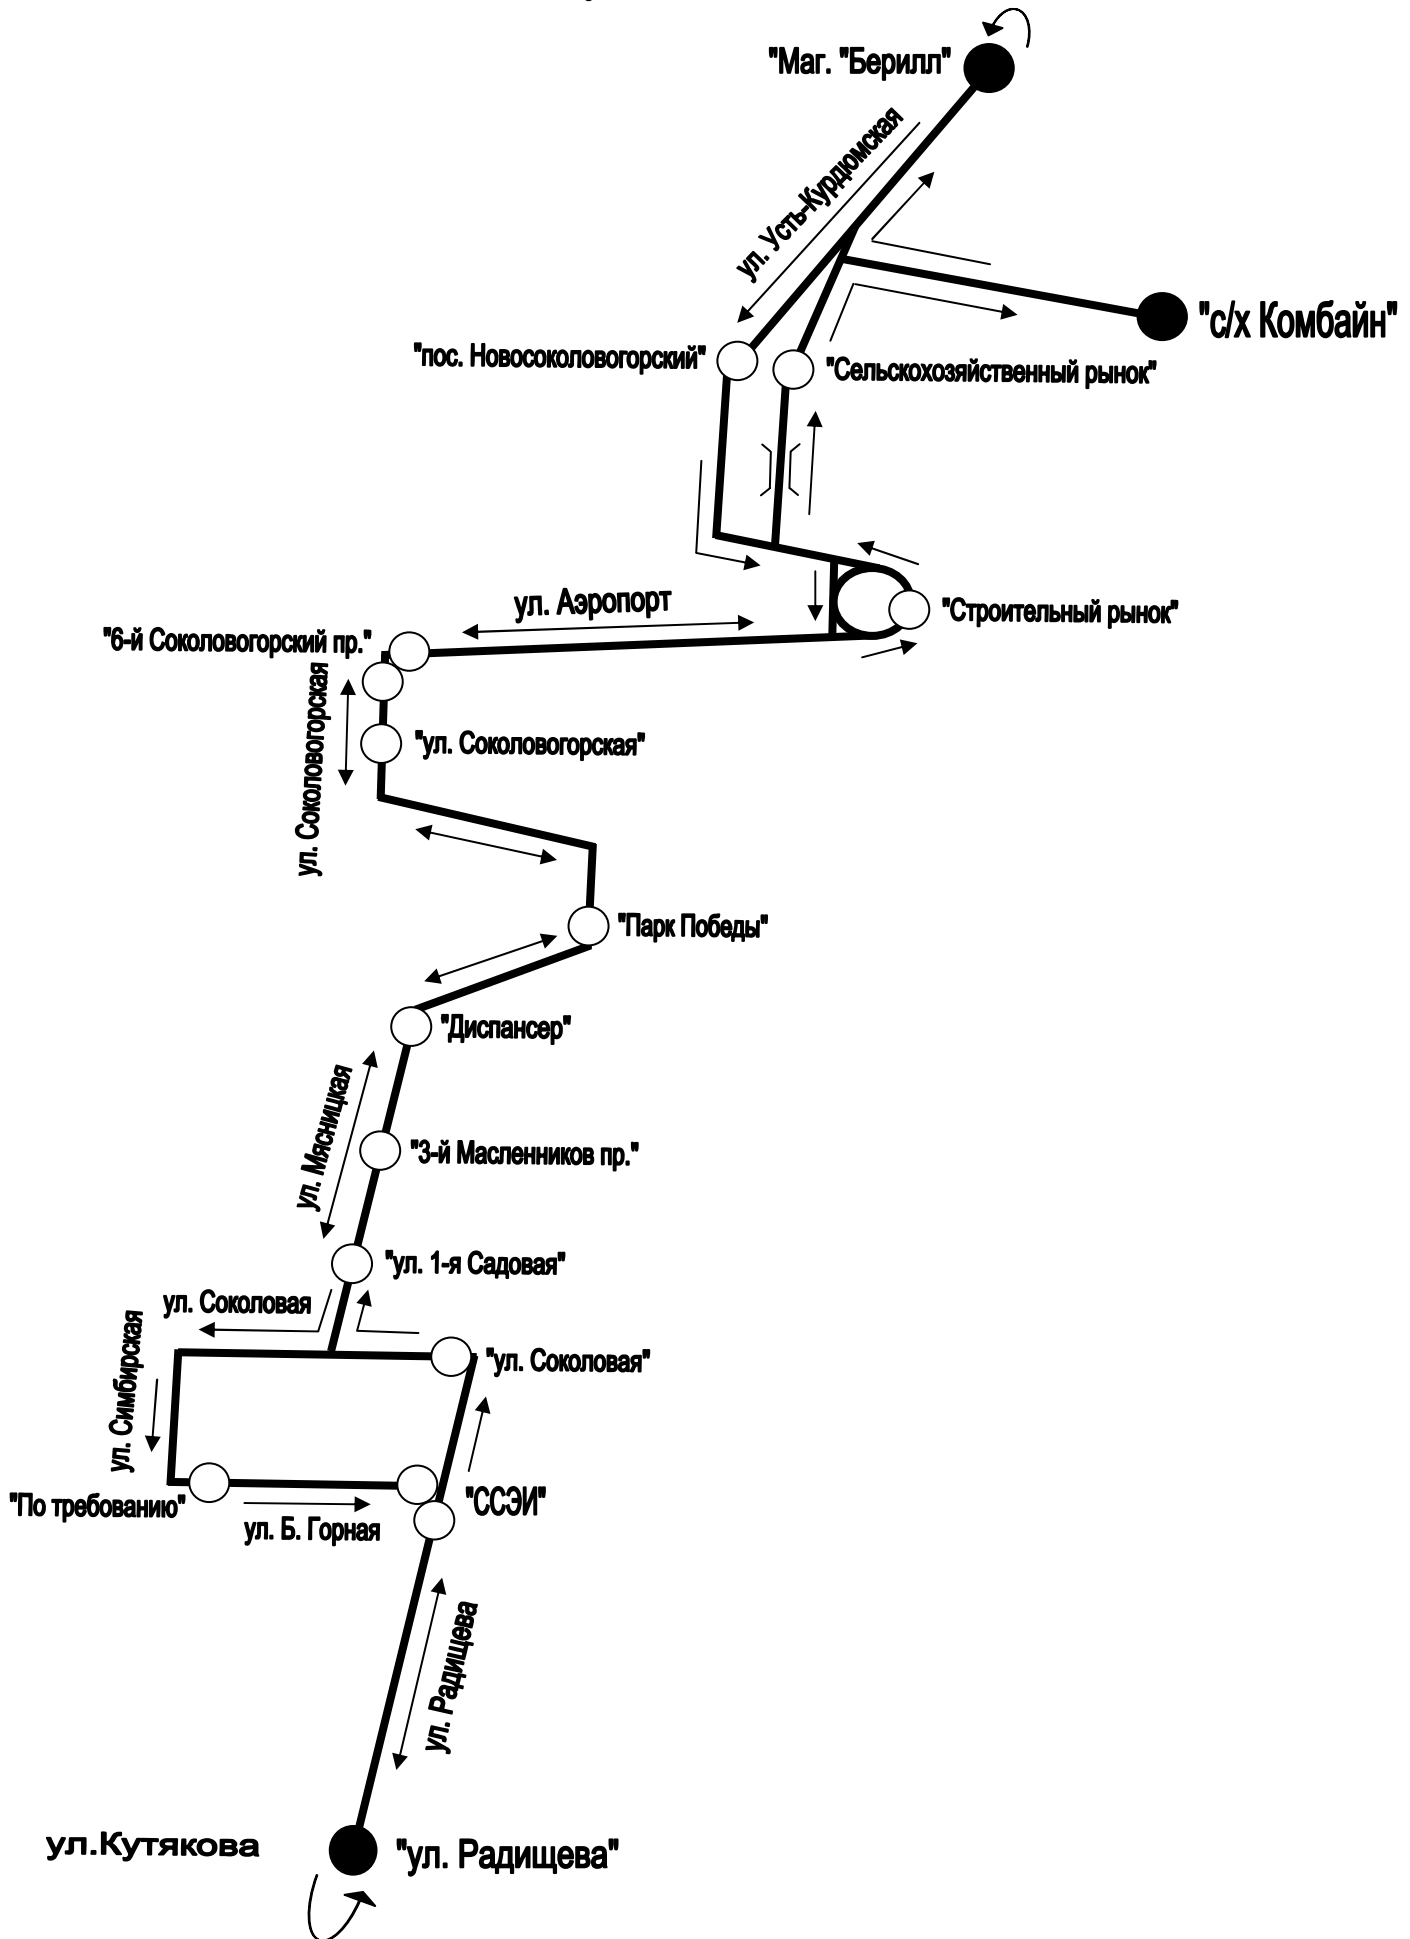 "Маг. "Берилл"
ул. Усть-Курдюмская
"с/х Комбайн"
"пос. Новосоколовогорский"
"Сельскохозяйственный рынок"
ул. Аэропорт
"Строительный рынок"
"6-й Соколовогорский пр."
ул. Соколовогорская
"ул. Соколовогорская"
"Парк Победы"
"Диспансер"
ул. Мясницкая
"3-й Масленников пр."
"ул. 1-я Садовая"
ул. Соколовая
ул. Симбирская
"ул. Соколовая"
"По требованию"
"ССЭИ"
ул. Б. Горная
ул. Радищева
ул.Кутякова
"ул. Радищева"